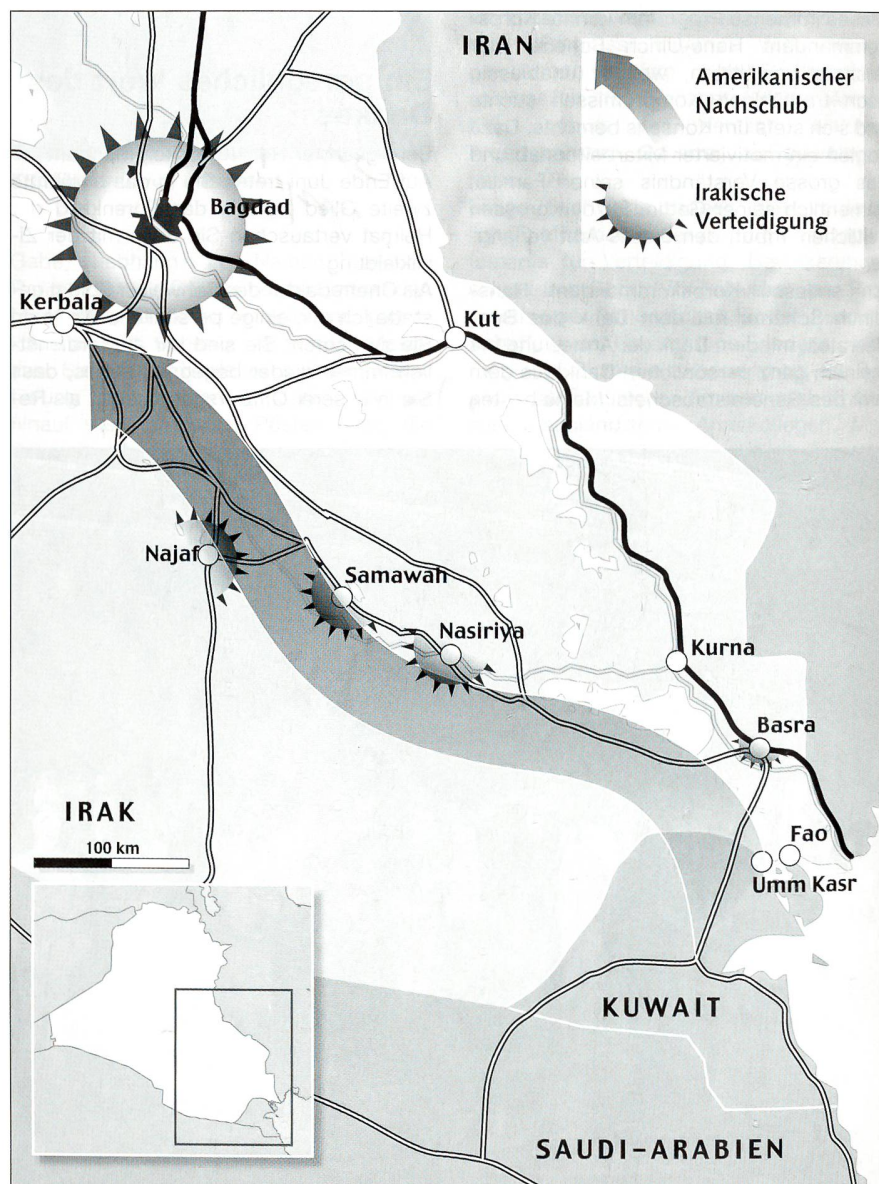 IRAN
Amerikanischer
Nachschub
Irakische
Verteidigung
Bagdad
Kerbala
Kut
Najaf
Samawah
Nasiriya
Kurna
Basra
IRAK
100 km
Fao
Umm Kasr
KUWAIT
SAUDI-ARABIEN